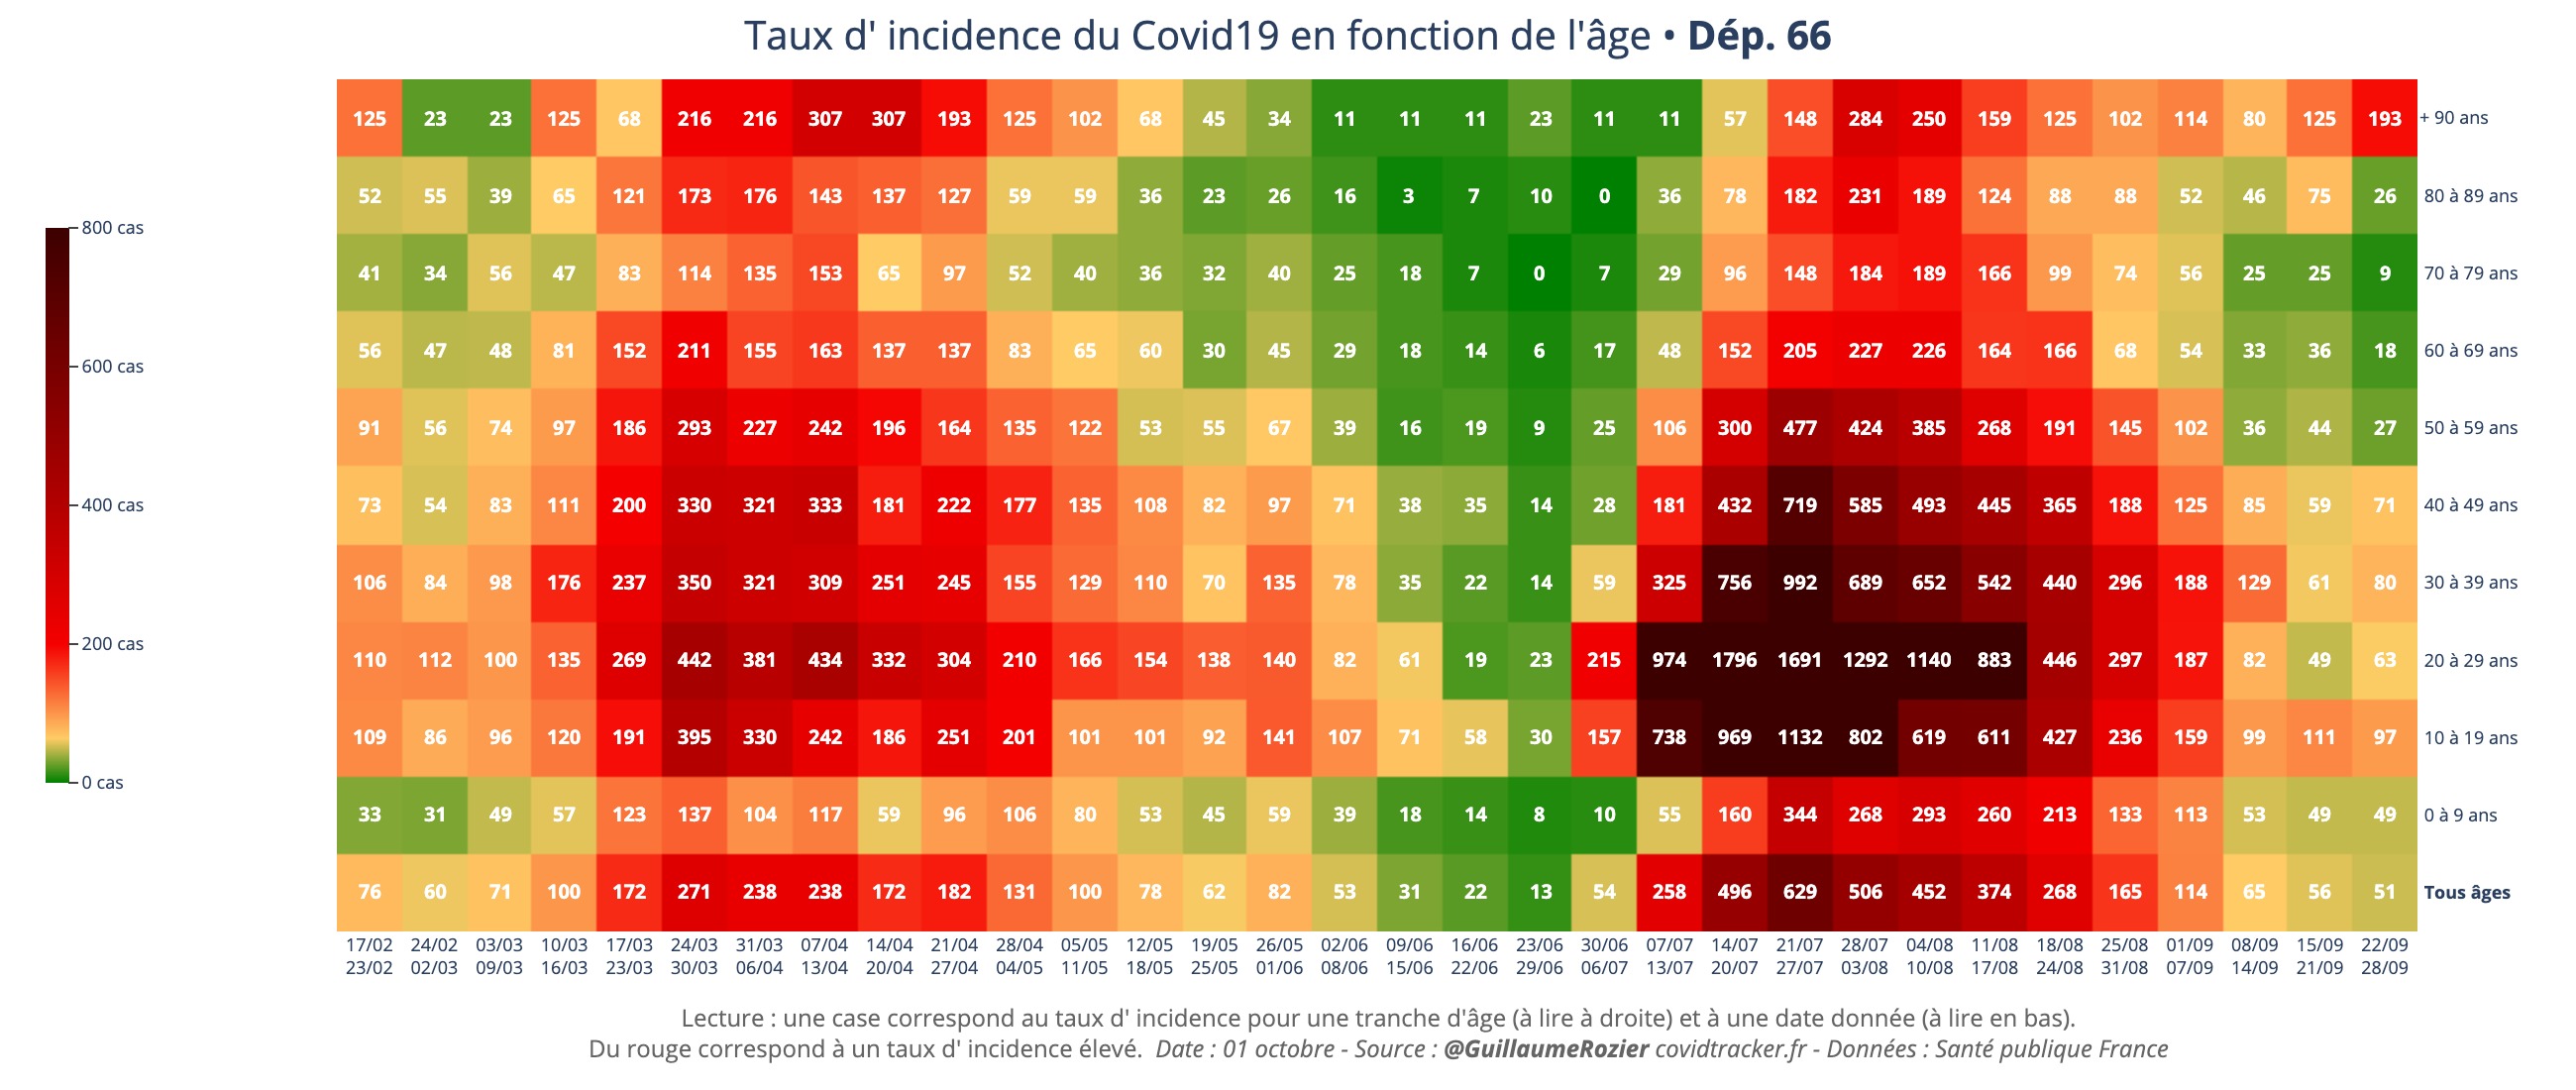 Taux d' incidence du Covid19 en fonction de l'âge • Dép. 66
800 cas
600 cas
400 cas
200 cas
0 cas
125 23 23 125 68 216 216 307 307 193 125 102 68 45 34 11 11 11 23 11 11 57 148 284 250 159 125 102 114 80 125 193 + 90 ans
52 55 39 65 121 173 176 143 137 127 59 59 36 23 26 16 3 7 10 0 36 78 182 231 189 124 88 88 52 46 75 26 80 à 89 ans
41 34 56 47 83 114 135 153 65 97 52 40 36 32 40 25 18 7 0 7 29 96 148 184 189 166 99 74 56 25 25 9 70 à 79 ans
56 47 48 81 152 211 155 163 137 137 83 65 60 30 45 29 18 14 6 17 48 152 205 227 226 164 166 68 54 33 36 18 60 à 69 ans
91 56 74 97 186 293 227 242 196 164 135 122 53 55 67 39 16 19 9 25 106 300 477 424 385 268 191 145 102 36 44 27 50 à 59 ans
73 54 83 111 200 330 321 333 181 222 177 135 108 82 97 71 38 35 14 28 181 432 719 585 493 445 365 188 125 85 59 71 40 à 49 ans
106 84 98 176 237 350 321 309 251 245 155 129 110 70 135 78 35 22 14 59 325 756 992 689 652 542 440 296 188 129 61 80 30 à 39 ans
110 112 100 135 269 442 381 434 332 304 210 166 154 138 140 82 61 19 23 215 974 1796 1691 1292 1140 883 446 297 187 82 49 63 20 à 29 ans
109 86 96 120 191 395 330 242 186 251 201 101 101 92 141 107 71 58 30 157 738 969 1132 802 619 611 427 236 159 99 111 97 10 à 19 ans
33 31 49 57 123 137 104 117 59 96 106 80 53 45 59 39 18 14 8 10 55 160 344 268 293 260 213 133 113 53 49 49 0 à 9 ans
76 60 71 100 172 271 238 238 172 182 131 100 78 62 82 53 31 22 13 54 258 496 629 506 452 374 268 165 114 65 56 51 Tous âges
17/02 24/02 03/03 10/03 17/03 24/03 31/03 07/04 14/04 21/04 28/04 05/05 12/05 19/05 26/05 02/06 09/06 16/06 23/06 30/06 07/07 14/07 21/07 28/07 04/08 11/08 18/08 25/08 01/09 08/09 15/09 22/09
23/02 02/03 09/03 16/03 23/03 30/03 06/04 13/04 20/04 27/04 04/05 11/05 18/05 25/05 01/06 08/06 15/06 22/06 29/06 06/07 13/07 20/07 27/07 03/08 10/08 17/08 24/08 31/08 07/09 14/09 21/09 28/09
Lecture : une case correspond au taux d' incidence pour une tranche d'âge (à lire à droite) et à une date donnée (à lire en bas).
Du rouge correspond à un taux d' incidence élevé. Date : 01 octobre - Source : @GuillaumeRozier covidtracker.fr - Données : Santé publique France